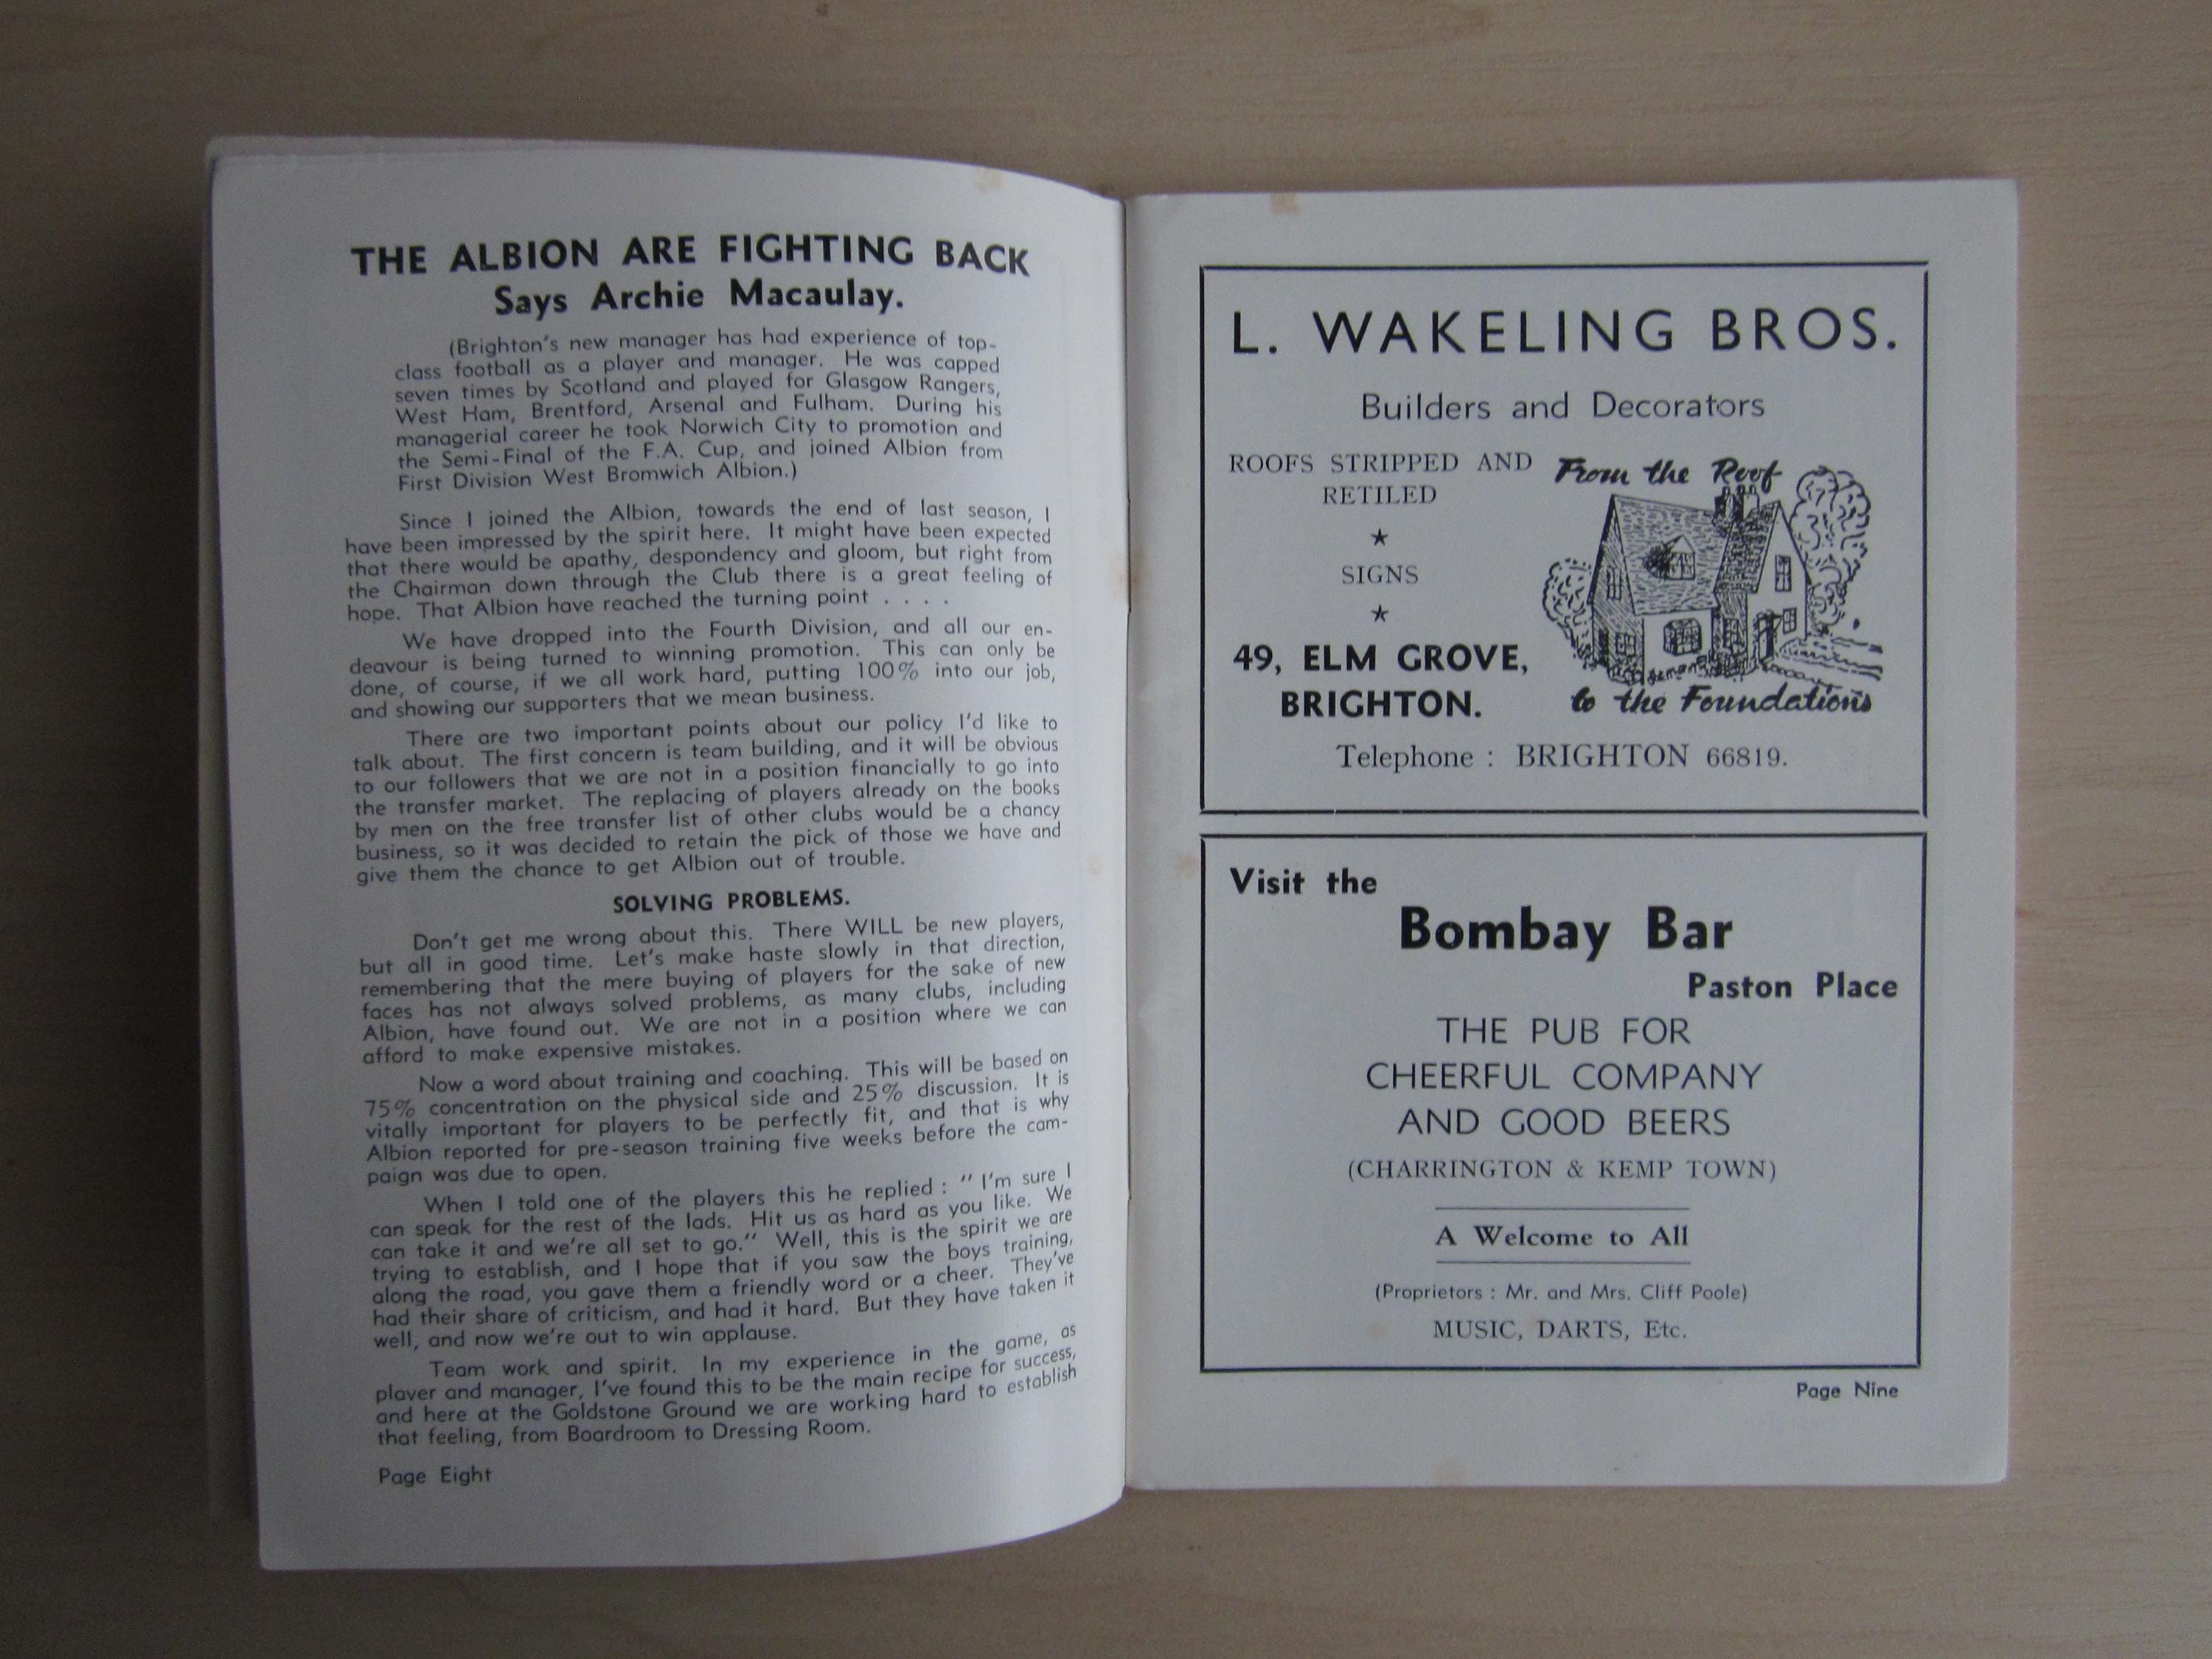 THE ALBION ARE FIGHTING BACK
Says Archie Macaulay.
(Brighton's new manager has had experience of top-
class football as a player and manager. He was capped
seven times by Scotland and played for Glasgow Rangers,
West Ham, Brentford, Arsenal and Fulham. During his
managerial career he took Norwich City to promotion and
the Semi-Final of the F.A. Cup, and joined Albion from
First Division West Bromwich Albion.)
Since I joined the Albion, towards the end of last season, I
have been impressed by the spirit here. It might have been expected
that there would be apathy, despondency and gloom, but right from
the Chairman down through the Club there is a great feeling of
hope. That Albion have reached the turning point . . . .
We have dropped into the Fourth Division, and all our en-
deavour is being turned to winning promotion. This can only be
done, of course, if we all work hard, putting 100% into our job,
and showing our supporters that we mean business.
There are two important points about our policy I'd like to
talk about. The first concern is team building, and it will be obvious
to our followers that we are not in a position financially to go into
the transfer market. The replacing of players already on the books
by men on the free transfer list of other clubs would be a chancy
business, so it was decided to retain the pick of those we have and
give them the chance to get Albion out of trouble.
SOLVING PROBLEMS.
Don't get me wrong about this. There WILL be new players,
but all in good time. Let's make haste slowly in that direction,
remembering that the mere buying of players for the sake of new
faces has not always solved problems, as many clubs, including
Albion, have found out. We are not in a position where we can
afford to make expensive mistakes.
Now a word about training and coaching. This will be based on
75% concentration on the physical side and 25% discussion. It is
vitally important for players to be perfectly fit, and that is why
Albion reported for pre-season training five weeks before the cam-
paign was due to open.
When I told one of the players this he replied : " I'm sure I
can speak for the rest of the lads. Hit us as hard as you like. We
can take it and we're all set to go." Well, this is the spirit we are
trying to establish, and I hope that if you saw the boys training,
along the road, you gave them a friendly word or a cheer. They've
had their share of criticism, and had it hard. But they have taken it
well, and now we're out to win applause.
Team work and spirit. In my experience in the game, as
player and manager, I've found this to be the main recipe for success,
and here at the Goldstone Ground we are working hard to establish
that feeling, from Boardroom to Dressing Room.
Page Eight
L. WAKELING BROS.
Builders and Decorators
ROOFS STRIPPED AND
RETILED
★
SIGNS
★
49, ELM GROVE,
BRIGHTON.
From the Roof
to the Foundations
Telephone : BRIGHTON 66819.
Visit the
Bombay Bar
Paston Place
THE PUB FOR
CHEERFUL COMPANY
AND GOOD BEERS
(CHARRINGTON & KEMP TOWN)
A Welcome to All
(Proprietors : Mr. and Mrs. Cliff Poole)
MUSIC, DARTS, Etc.
Page Nine